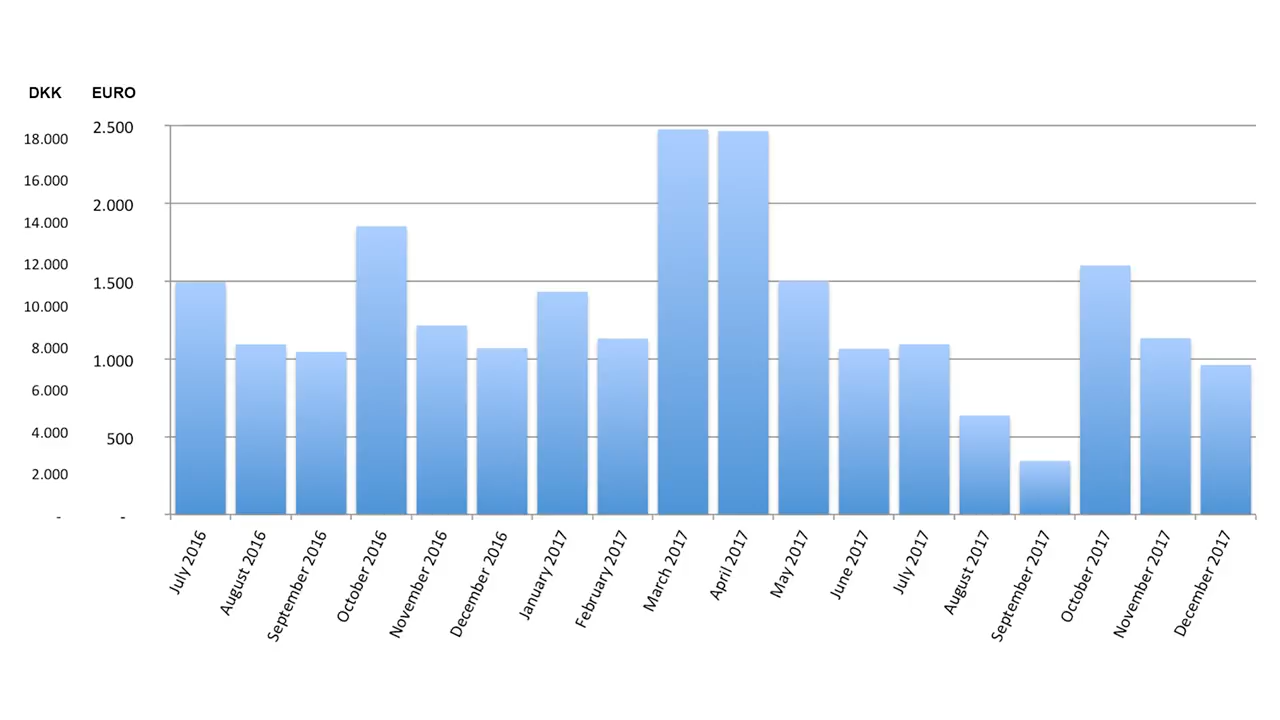 DKK EURO
2.500
18.000
16.000
2.000
14.000
12.000
1.500
10.000
8.000
1.000
6.000
4.000
500
2.000
- -
July 2016
August 2016
September 2016
October 2016
November 2016
December 2016
January 2017
February 2017
March 2017
April 2017
May 2017
June 2017
July 2017
August 2017
September 2017
October 2017
November 2017
December 2017